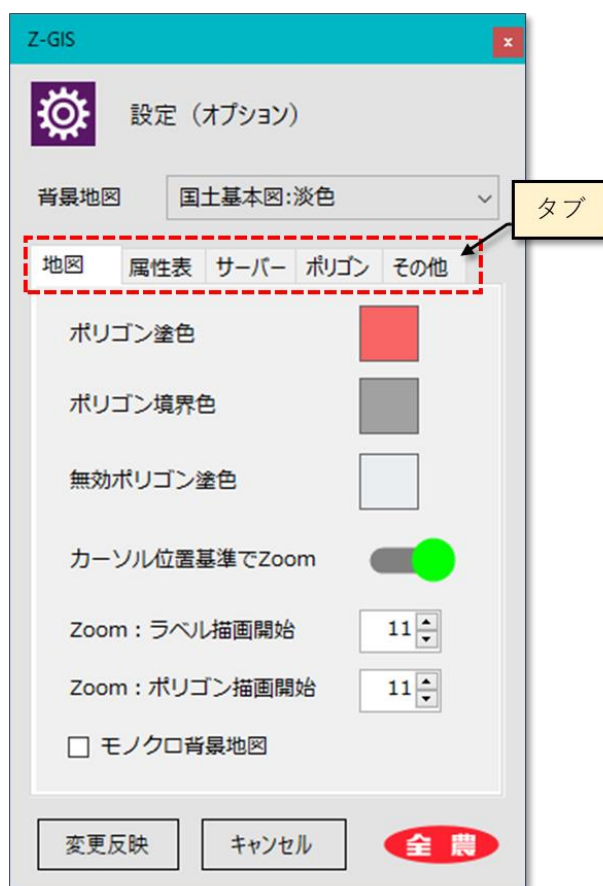 Z-GIS
x
設定（オプション）
背景地図 国土基本図:淡色
タブ
地図 属性表 サーバー ポリゴン その他
ポリゴン塗色
ポリゴン境界色
無効ポリゴン塗色
カーソル位置基準でZoom
Zoom：ラベル描画開始 11
Zoom：ポリゴン描画開始 11
モノクロ背景地図
変更反映 キャンセル 全農